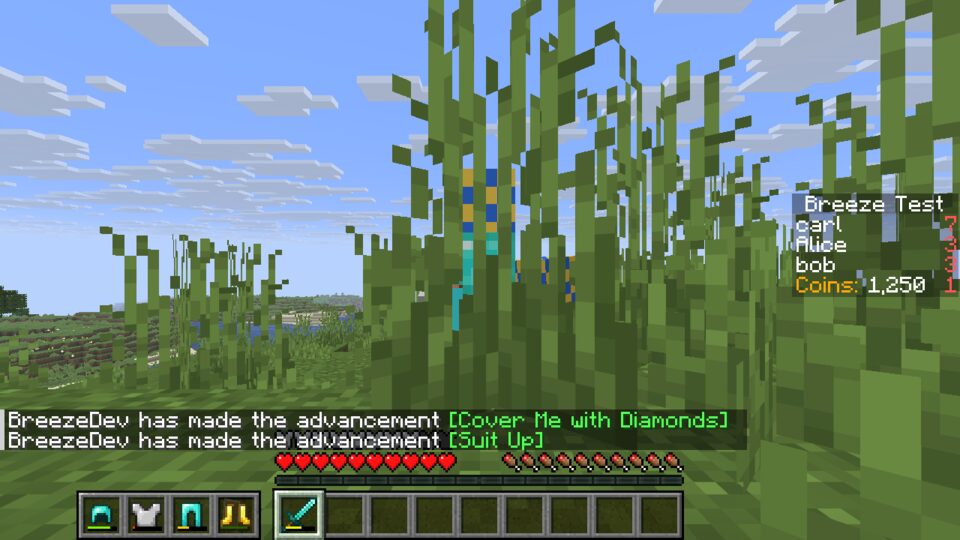 Breeze Test
carl 7
Alice 3
bob 3
Coins: 1,250 1
BreezeDev has made the advancement [Cover Me with Diamonds]
BreezeDev has made the advancement [Suit Up]